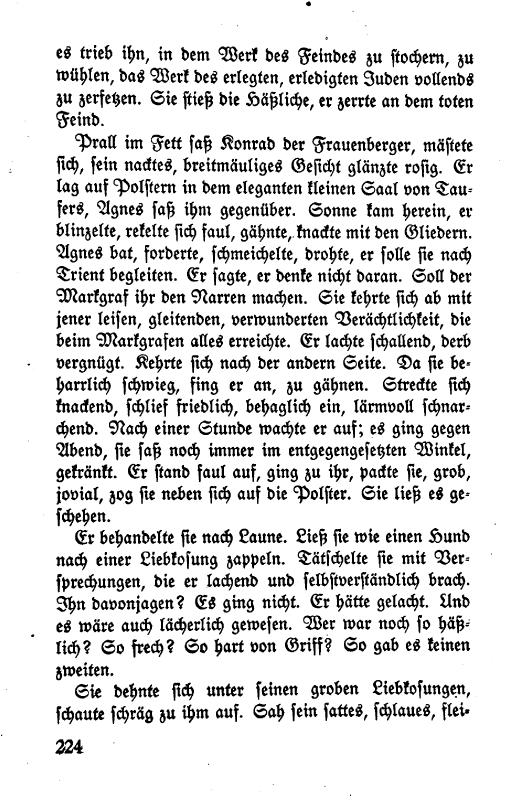 es trieb ihn, in dem Werk des Feindes zu stochern, zu
wühlen, das Werk des erlegten, erledigten Juden vollends
zu zerfetzen. Sie stieß die Häßliche, er zerrte an dem toten
Feind.
Prall im Fett saß Konrad der Frauenberger, mästete
sich, sein nacktes, breitmäuliges Gesicht glänzte rosig. Er
lag auf Polstern in dem eleganten kleinen Saal von Tau-
fers, Agnes saß ihm gegenüber. Sonne kam herein, er
blinzelte, rekelte sich faul, gähnte, knackte mit den Gliedern.
Agnes bat, forderte, schmeichelte, drohte, er solle sie nach
Trient begleiten. Er sagte, er denke nicht daran. Soll der
Markgraf ihr den Narren machen. Sie kehrte sich ab mit
jener leisen, gleitenden, verwunderten Verächtlichkeit, die
beim Markgrafen alles erreichte. Er lachte schallend, derb
vergnügt. Kehrte sich nach der andern Seite. Da sie be-
harrlich schwieg, fing er an, zu gähnen. Streckte sich
knackend, schlief friedlich, behaglich ein, lärmvoll schnar-
chend. Nach einer Stunde wachte er auf; es ging gegen
Abend, sie saß noch immer im entgegengesetzten Winkel,
gekränkt. Er stand faul auf, ging zu ihr, packte sie, grob,
jovial, zog sie neben sich auf die Polster. Sie ließ es ge-
schehen.
Er behandelte sie nach Laune. Ließ sie wie einen Hund
nach einer Liebkosung zappeln. Tätschelte sie mit Ver-
sprechungen, die er lachend und selbstverständlich brach.
Ihn davonjagen? Es ging nicht. Er hätte gelacht. Und
es wäre auch lächerlich gewesen. Wer war noch so häß-
lich? So frech? So hart von Griff? So gab es keinen
zweiten.
Sie dehnte sich unter seinen groben Liebkosungen,
schaute schräg zu ihm auf. Sah sein sattes, schlaues, flei-
224